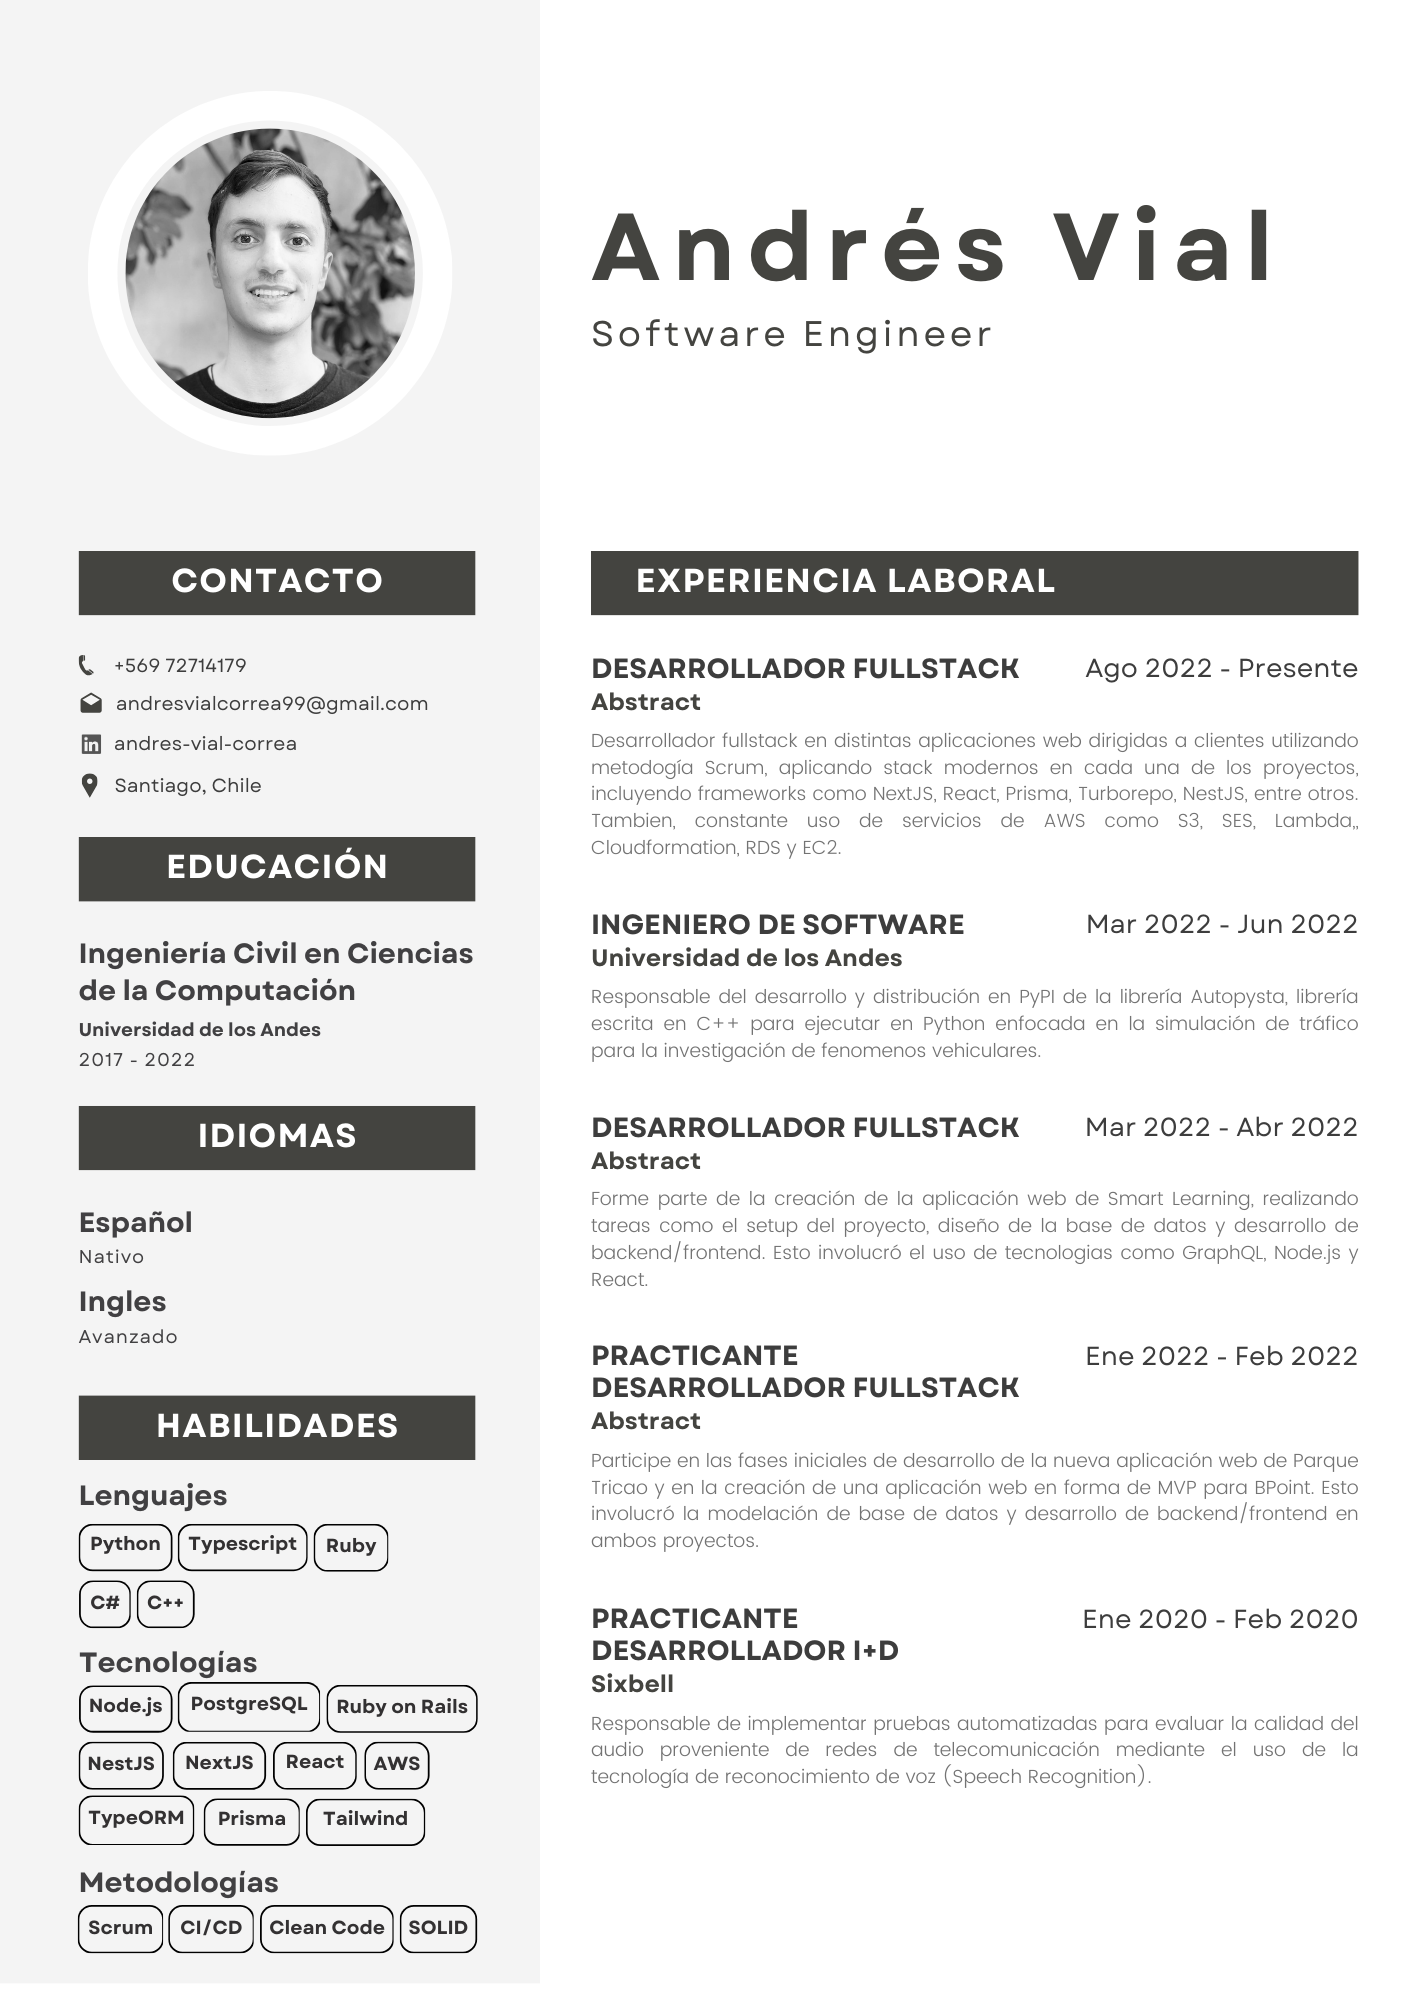 Andrés Vial
Software Engineer
CONTACTO
+569 72714179
andresvialcorrea99@gmail.com
andres-vial-correa
Santiago, Chile
EDUCACIÓN
Ingeniería Civil en Ciencias
de la Computación
Universidad de los Andes
2017 - 2022
IDIOMAS
Español
Nativo
Ingles
Avanzado
HABILIDADES
Lenguajes
Python Typescript Ruby
C# C++
Tecnologías
Node.js PostgreSQL Ruby on Rails
NestJS NextJS React AWS
TypeORM Prisma Tailwind
Metodologías
Scrum CI/CD Clean Code SOLID
EXPERIENCIA LABORAL
DESARROLLADOR FULLSTACK Ago 2022 - Presente
Abstract
Desarrollador fullstack en distintas aplicaciones web dirigidas a clientes utilizando
metodogía Scrum, aplicando stack modernos en cada una de los proyectos,
incluyendo frameworks como NextJS, React, Prisma, Turborepo, NestJS, entre otros.
Tambien, constante uso de servicios de AWS como S3, SES, Lambda,,
Cloudformation, RDS y EC2.
INGENIERO DE SOFTWARE Mar 2022 - Jun 2022
Universidad de los Andes
Responsable del desarrollo y distribución en PyPI de la librería Autopysta, librería
escrita en C++ para ejecutar en Python enfocada en la simulación de tráfico
para la investigación de fenomenos vehiculares.
DESARROLLADOR FULLSTACK Mar 2022 - Abr 2022
Abstract
Forme parte de la creación de la aplicación web de Smart Learning, realizando
tareas como el setup del proyecto, diseño de la base de datos y desarrollo de
backend/frontend. Esto involucró el uso de tecnologias como GraphQL, Node.js y
React.
PRACTICANTE Ene 2022 - Feb 2022
DESARROLLADOR FULLSTACK
Abstract
Participe en las fases iniciales de desarrollo de la nueva aplicación web de Parque
Tricao y en la creación de una aplicación web en forma de MVP para BPoint. Esto
involucró la modelación de base de datos y desarrollo de backend/frontend en
ambos proyectos.
PRACTICANTE Ene 2020 - Feb 2020
DESARROLLADOR I+D
Sixbell
Responsable de implementar pruebas automatizadas para evaluar la calidad del
audio proveniente de redes de telecomunicación mediante el uso de la
tecnología de reconocimiento de voz (Speech Recognition).